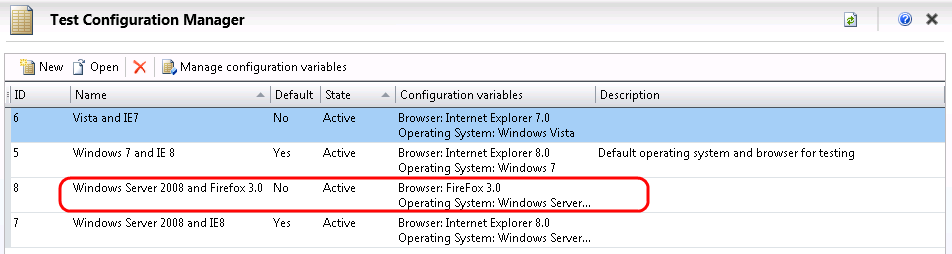 Test Configuration Manager
New Open Manage configuration variables
ID Name Default State Configuration variables Description
6 Vista and IE7 No Active Browser: Internet Explorer 7.0
Operating System: Windows Vista
5 Windows 7 and IE 8 Yes Active Browser: Internet Explorer 8.0 Default operating system and browser for testing
Operating System: Windows 7
8 Windows Server 2008 and Firefox 3.0 No Active Browser: FireFox 3.0
Operating System: Windows Server...
7 Windows Server 2008 and IE8 Yes Active Browser: Internet Explorer 8.0
Operating System: Windows Server...